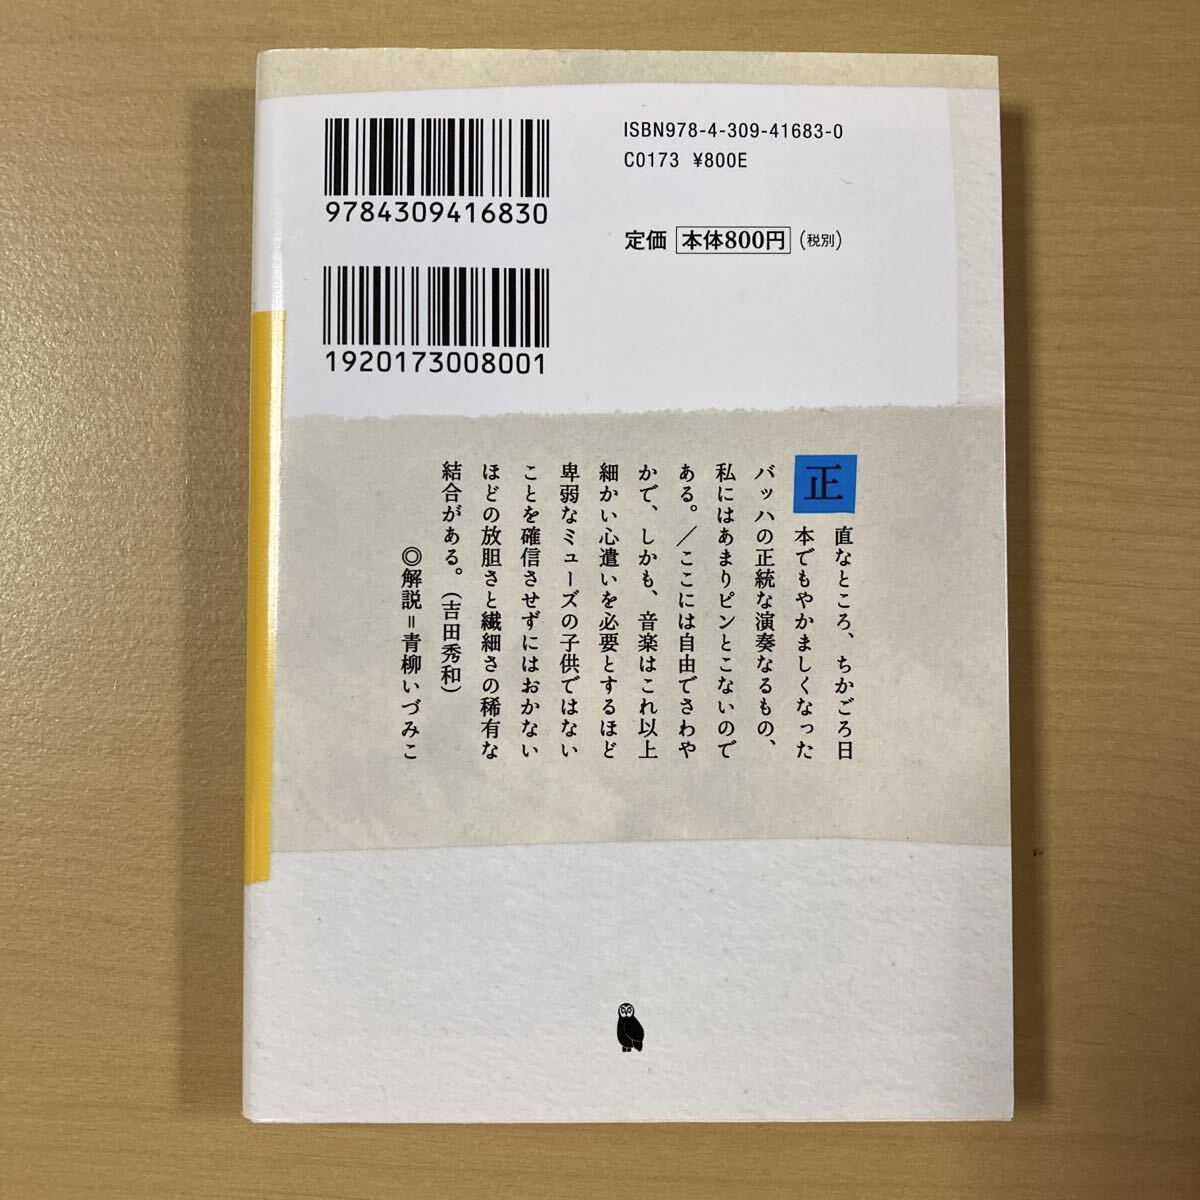 9784309416830
ISBN978-4-309-41683-0
C0173 ¥800E
定価 本体800円 (税別)
1920173008001
正直なところ、ちかごろ日
本でもやかましくなった
バッハの正統な演奏なるもの、
私にはあまりピンとこないので
ある。／ここには自由でさわや
かで、しかも、音楽はこれ以上
細かい心遣いを必要とするほど
卑弱なミューズの子供ではない
ことを確信させずにはおかない
ほどの放胆さと繊細さの稀有な
結合がある。（吉田秀和）
◎解説＝青柳いづみこ